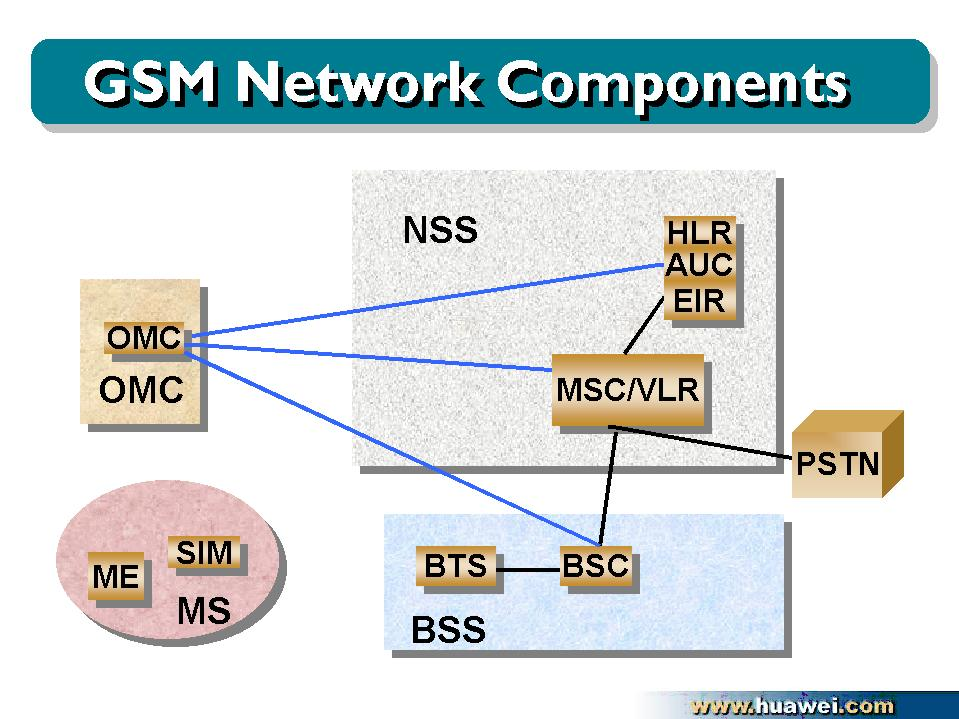 GSM Network Components
NSS
HLR
AUC
EIR
OMC
OMC
MSC/VLR
PSTN
SIM
ME
MS
BTS
BSC
BSS
www.huawei.com